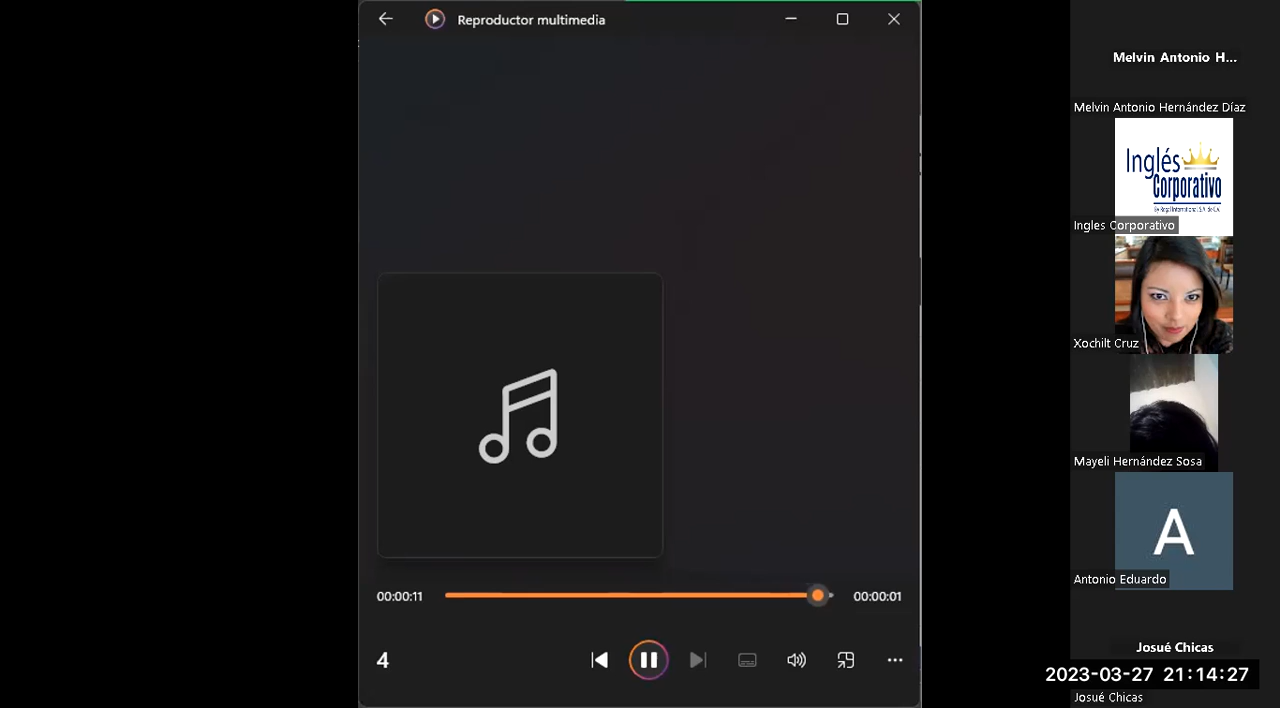 Reproductor multimedia
00:00:11
00:00:01
4
Melvin Antonio H...
Melvin Antonio Hernández Díaz
Inglés
Corporativo
Ingles Corporativo
Xochilt Cruz
Mayeli Hernández Sosa
A
Antonio Eduardo
Josué Chicas
2023-03-27 21:14:27
Josué Chicas